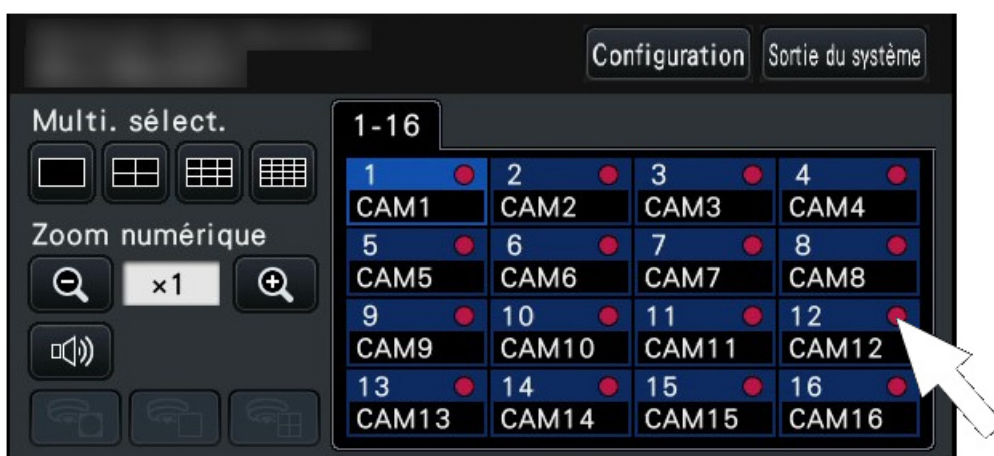 Configuration Sortie du système
Multi. sélect.
1-16
1 2 3 4
CAM1 CAM2 CAM3 CAM4
Zoom numérique
×1
5 6 7 8
CAM5 CAM6 CAM7 CAM8
9 10 11 12
CAM9 CAM10 CAM11 CAM12
13 14 15 16
CAM13 CAM14 CAM15 CAM16